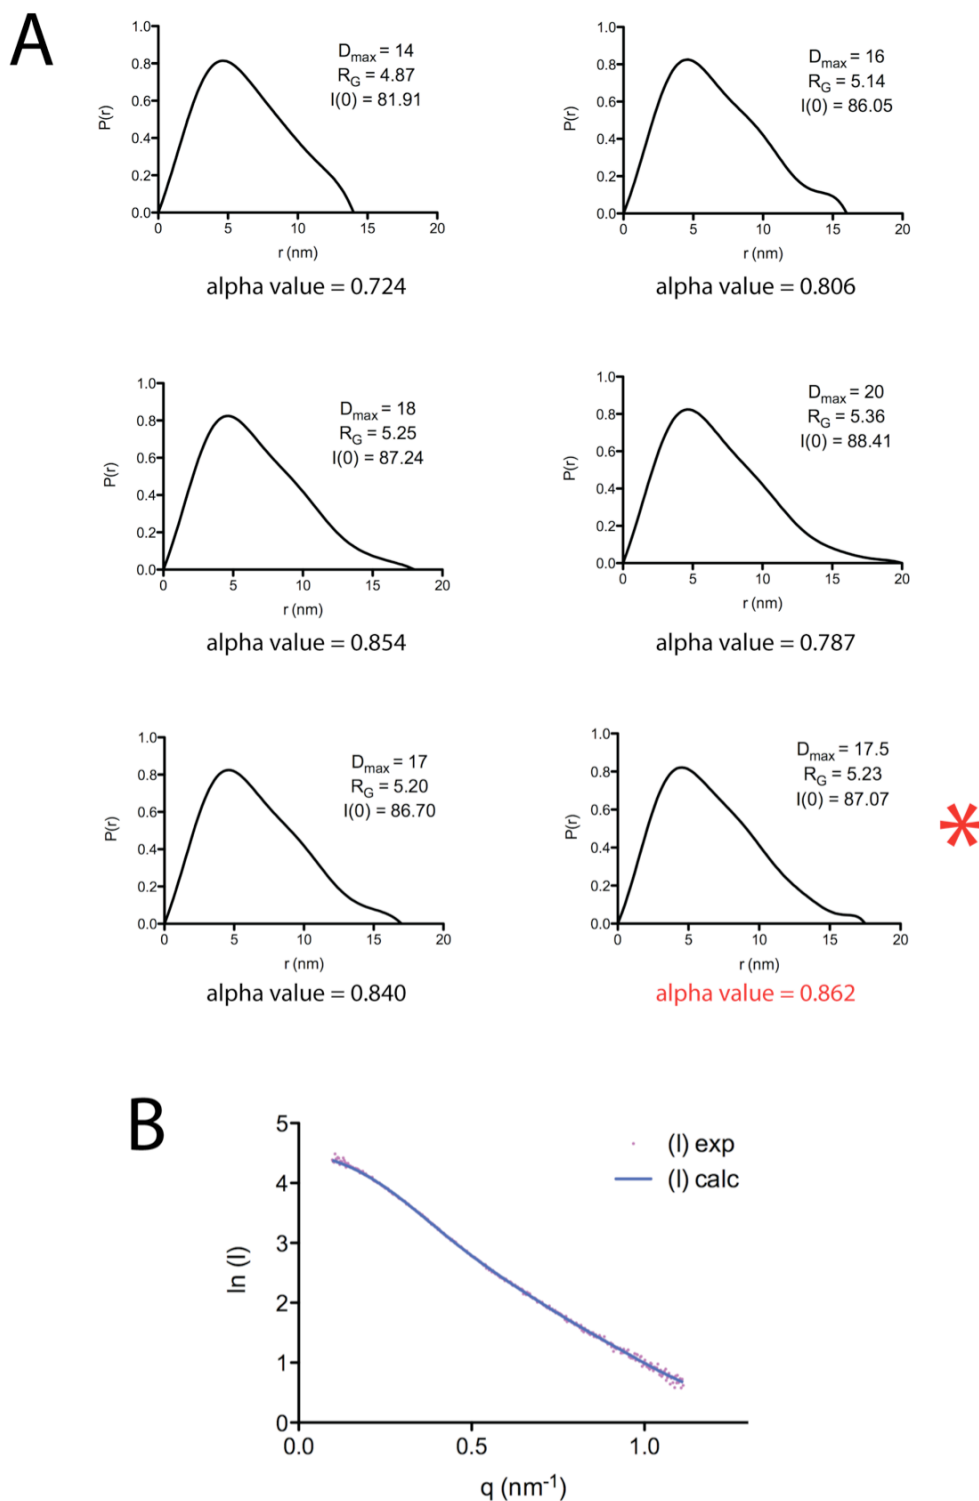 A
Dmax = 14
RG = 4.87
I(0) = 81.91
P(r)
1.0
0.8
0.6
0.4
0.2
0.0
0 5 10 15 20
r (nm)
alpha value = 0.724
Dmax = 16
RG = 5.14
I(0) = 86.05
P(r)
1.0
0.8
0.6
0.4
0.2
0.0
0 5 10 15 20
r (nm)
alpha value = 0.806
Dmax = 18
RG = 5.25
I(0) = 87.24
P(r)
1.0
0.8
0.6
0.4
0.2
0.0
0 5 10 15 20
r (nm)
alpha value = 0.854
Dmax = 20
RG = 5.36
I(0) = 88.41
P(r)
1.0
0.8
0.6
0.4
0.2
0.0
0 5 10 15 20
r (nm)
alpha value = 0.787
Dmax = 17
RG = 5.20
I(0) = 86.70
P(r)
1.0
0.8
0.6
0.4
0.2
0.0
0 5 10 15 20
r (nm)
alpha value = 0.840
Dmax = 17.5
RG = 5.23
I(0) = 87.07
P(r)
1.0
0.8
0.6
0.4
0.2
0.0
0 5 10 15 20
r (nm)
alpha value = 0.862
*
B
(I) exp
(I) calc
ln (I)
5
4
3
2
1
0
0.0 0.5 1.0
q (nm-1)